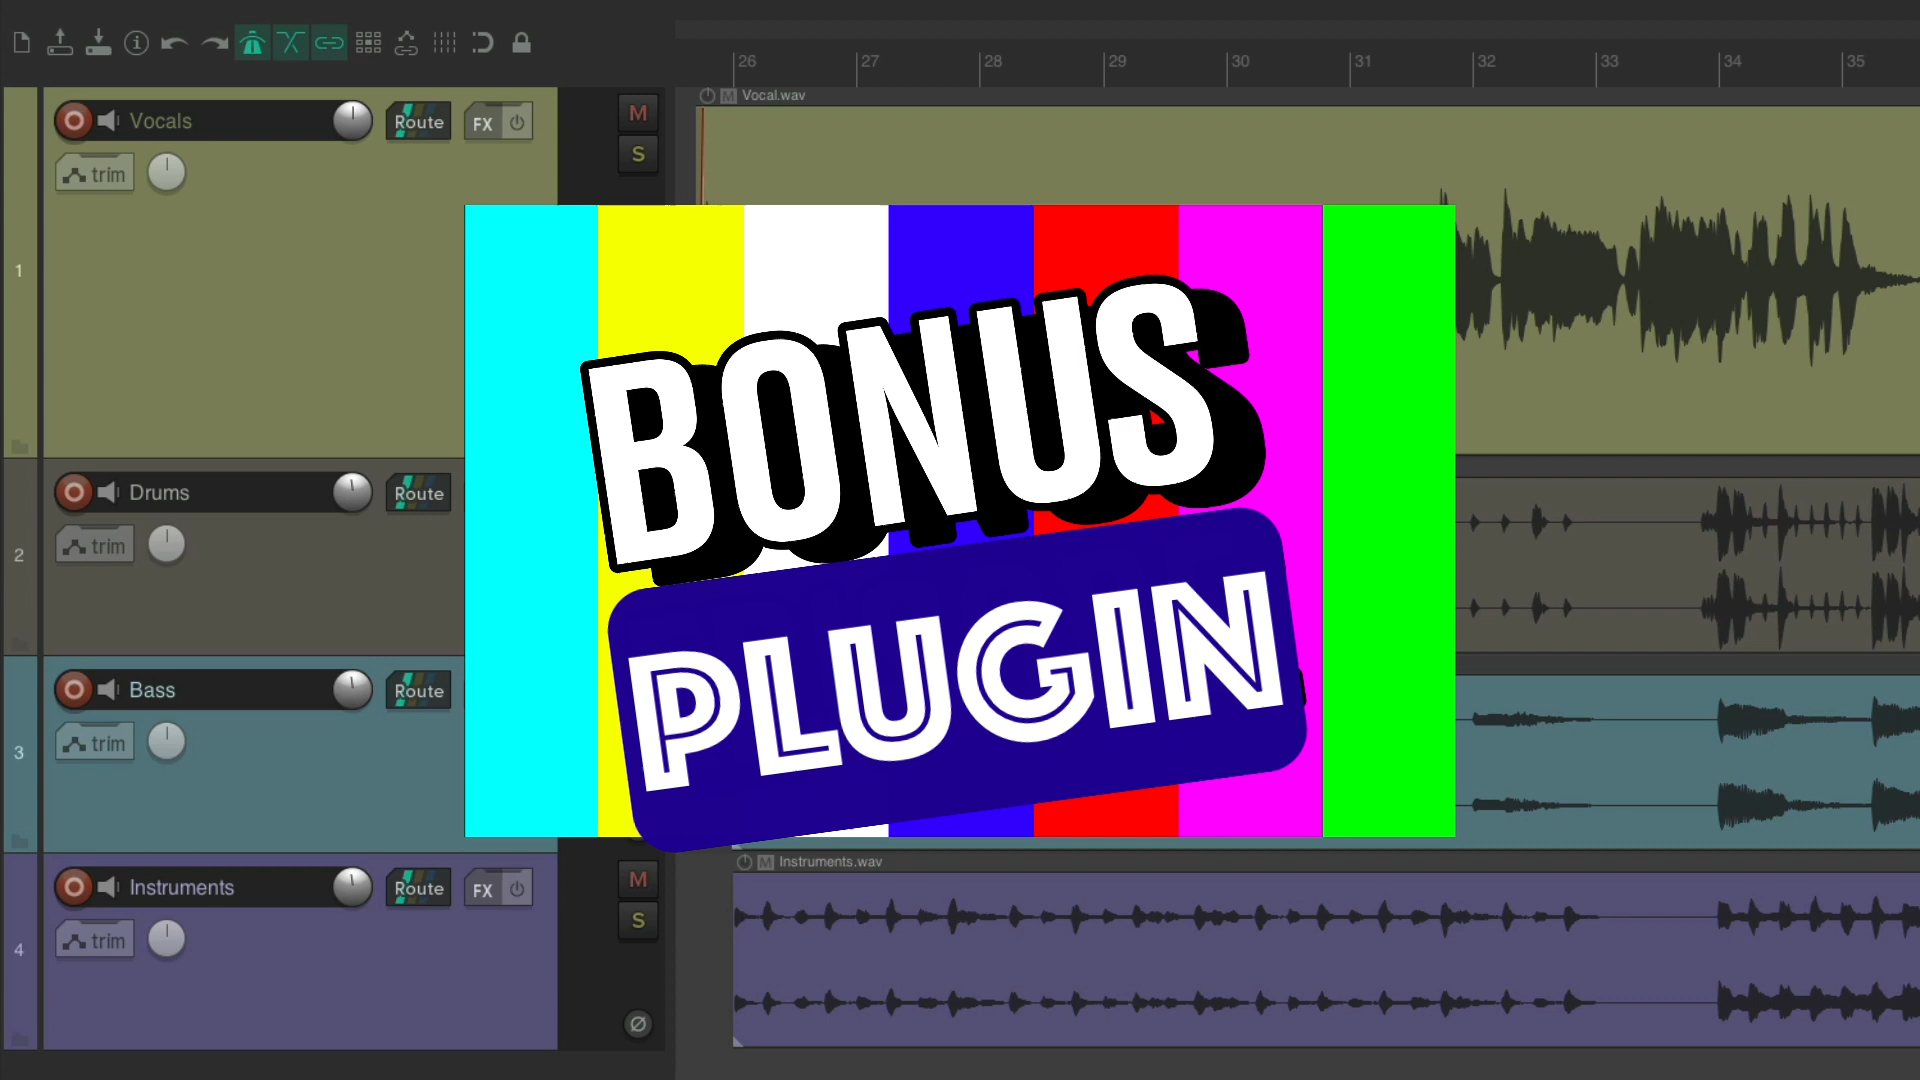 26 27 28 29 30 31 32 33 34 35
M Vocal.wav
Vocals Route FX M
trim S
1
BONUS
Drums Route
trim
2
PLUGIN
Bass Route
trim
3
M Instruments.wav
Instruments Route FX M
trim S
4